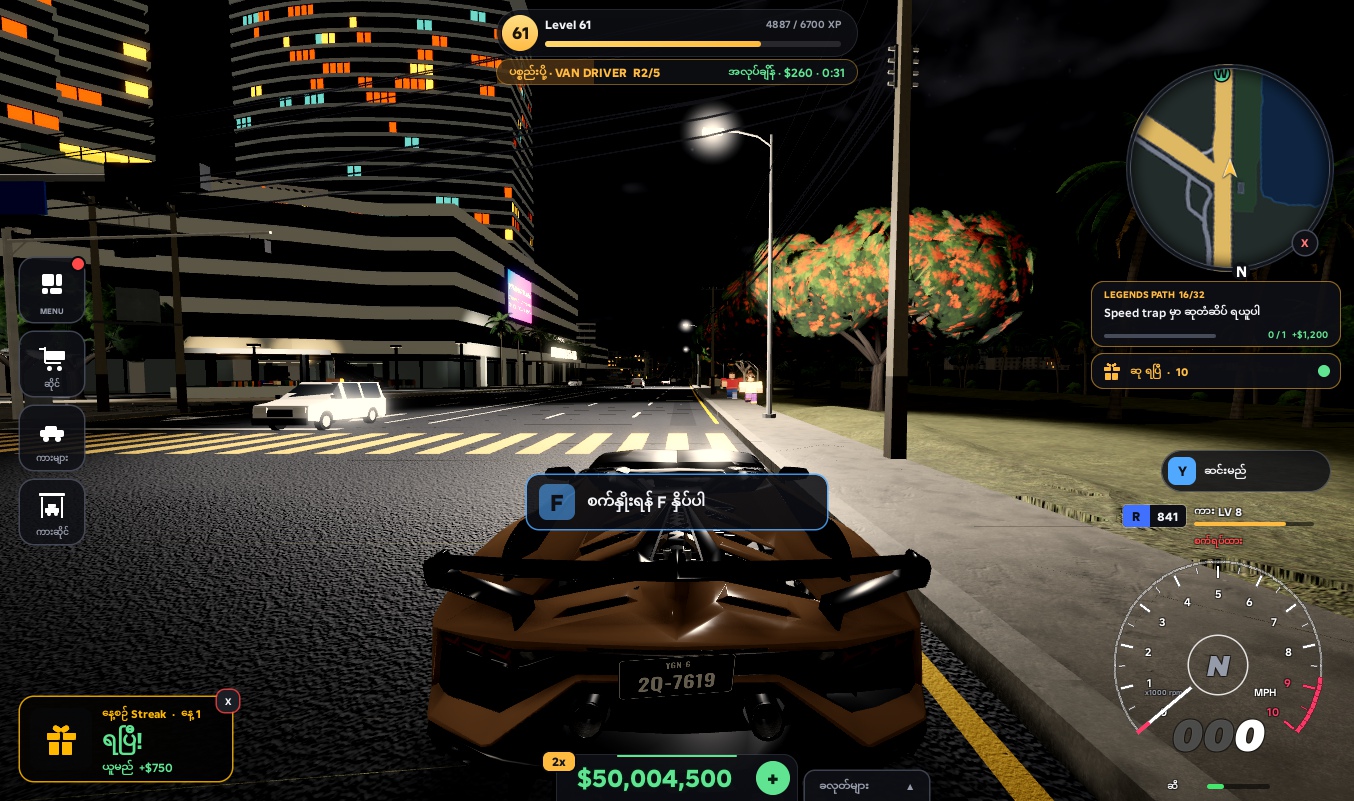 61
Level 61
4887 / 6700 XP
ပစ္စည်းပို့ · VAN DRIVER R2/5
အလုပ်ချိန် · $260 · 0:31
W
X
N
LEGENDS PATH 16/32
Speed trap မှာ ဆုတံဆိပ် ရယူပါ
0 / 1 +$1,200
ဆု ရပြီ · 10
MENU
ဆိုင်
ကားများ
ကားဆိုင်
Y
ဆင်းမည်
F
စက်နှိုးရန် F နှိပ်ပါ
R 841
ကား LV 8
စက်ရပ်ထား
1
2
3
4
5
6
7
8
9
10
x1000 rpm
N
MPH
000
ဆီ
YGN 6
2Q-7619
X
နေ့စဉ် Streak · နေ့ 1
ရပြီ!
ယူမည် +$750
2x
$50,004,500
+
ခလုတ်များ ▲